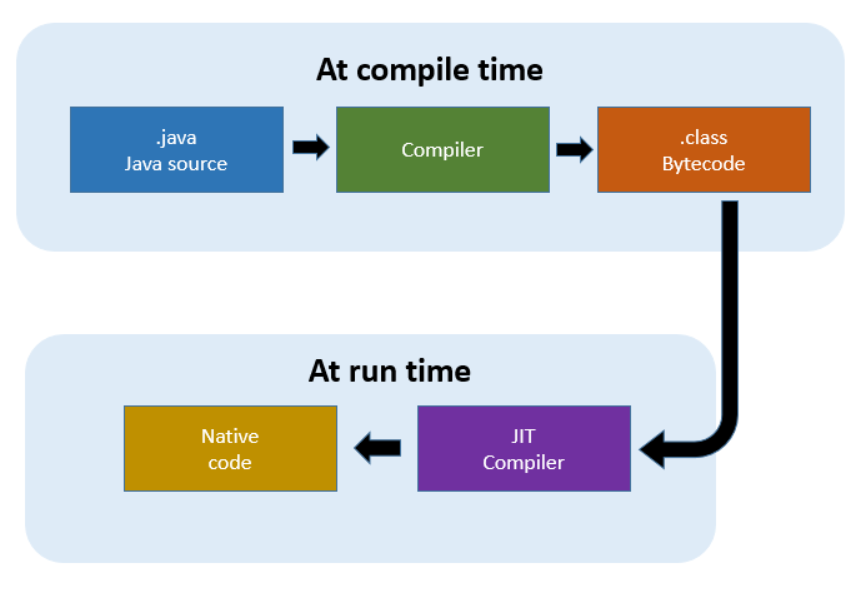 At compile time
.java
Java source
Compiler
.class
Bytecode
At run time
Native
code
JIT
Compiler